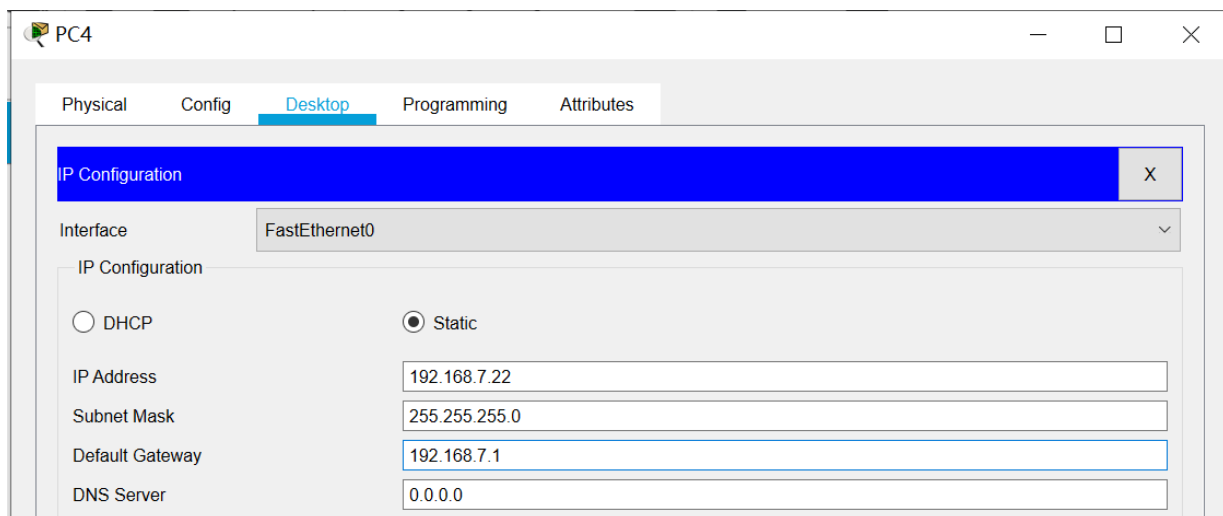 PC4
Physical Config Desktop Programming Attributes
IP Configuration X
Interface FastEthernet0
IP Configuration
DHCP Static
IP Address 192.168.7.22
Subnet Mask 255.255.255.0
Default Gateway 192.168.7.1
DNS Server 0.0.0.0